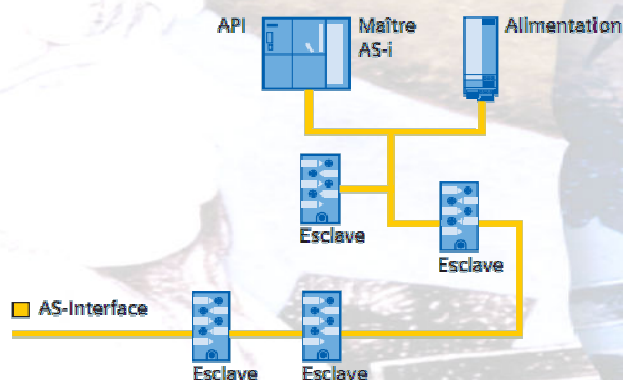 API
Maître
AS-i
Alimentation
Esclave
Esclave
AS-Interface
Esclave
Esclave